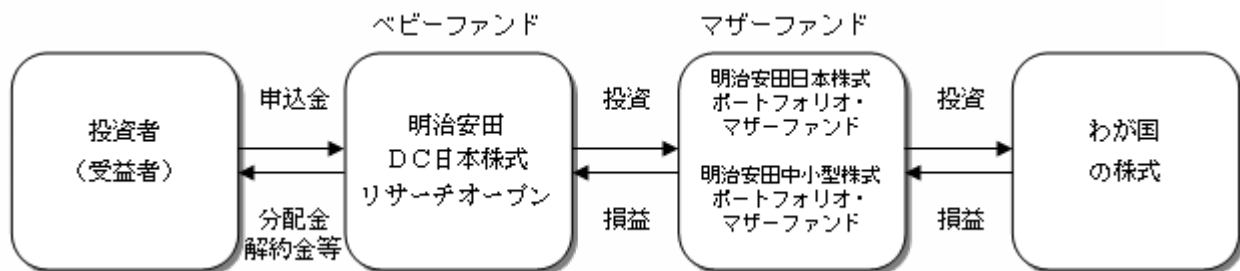 ベビーファンド
マザーファンド
投資者
（受益者）
申込金
分配金
解約金等
明治安田
ＤＣ日本株式
リサーチオープン
投資
損益
明治安田日本株式
ポートフォリオ・
マザーファンド
明治安田中小型株式
ポートフォリオ・
マザーファンド
投資
損益
わが国
の株式